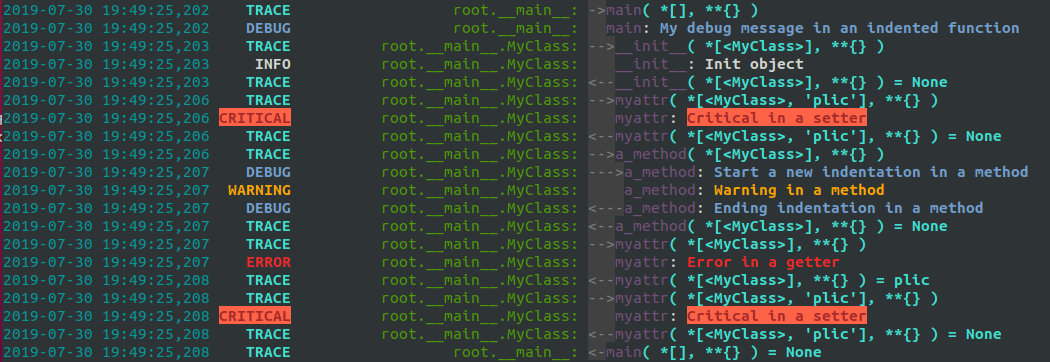 2019-07-30 19:49:25,202 TRACE root.__main__: ->main( *[], **{} )
2019-07-30 19:49:25,202 DEBUG root.__main__: main: My debug message in an indented function
2019-07-30 19:49:25,203 TRACE root.__main__.MyClass: -->__init__( *[<MyClass>], **{} )
2019-07-30 19:49:25,203 INFO root.__main__.MyClass: __init__: Init object
2019-07-30 19:49:25,203 TRACE root.__main__.MyClass: <--__init__( *[<MyClass>], **{} ) = None
2019-07-30 19:49:25,206 TRACE root.__main__.MyClass: -->myattr( *[<MyClass>, 'plic'], **{} )
2019-07-30 19:49:25,206 CRITICAL root.__main__.MyClass: myattr: Critical in a setter
2019-07-30 19:49:25,206 TRACE root.__main__.MyClass: <--myattr( *[<MyClass>, 'plic'], **{} ) = None
2019-07-30 19:49:25,206 TRACE root.__main__.MyClass: -->a_method( *[<MyClass>], **{} )
2019-07-30 19:49:25,207 DEBUG root.__main__.MyClass: --->a_method: Start a new indentation in a method
2019-07-30 19:49:25,207 WARNING root.__main__.MyClass: a_method: Warning in a method
2019-07-30 19:49:25,207 DEBUG root.__main__.MyClass: <---a_method: Ending indentation in a method
2019-07-30 19:49:25,207 TRACE root.__main__.MyClass: <--a_method( *[<MyClass>], **{} ) = None
2019-07-30 19:49:25,207 TRACE root.__main__.MyClass: -->myattr( *[<MyClass>], **{} )
2019-07-30 19:49:25,207 ERROR root.__main__.MyClass: myattr: Error in a getter
2019-07-30 19:49:25,208 TRACE root.__main__.MyClass: <--myattr( *[<MyClass>], **{} ) = plic
2019-07-30 19:49:25,208 TRACE root.__main__.MyClass: -->myattr( *[<MyClass>, 'plic'], **{} )
2019-07-30 19:49:25,208 CRITICAL root.__main__.MyClass: myattr: Critical in a setter
2019-07-30 19:49:25,208 TRACE root.__main__.MyClass: <--myattr( *[<MyClass>, 'plic'], **{} ) = None
2019-07-30 19:49:25,208 TRACE root.__main__: <-main( *[], **{} ) = None